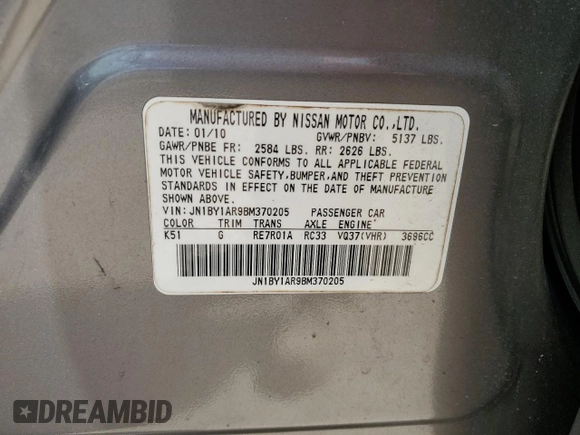 MANUFACTURED BY NISSAN MOTOR CO.,LTD.
DATE: 01/10 GVWR/PNBV: 5137 LBS.
GAWR/PNBE FR: 2584 LBS. RR: 2626 LBS.
THIS VEHICLE CONFORMS TO ALL APPLICABLE FEDERAL
MOTOR VEHICLE SAFETY,BUMPER,AND THEFT PREVENTION
STANDARDS IN EFFECT ON THE DATE OF MANUFACTURE
SHOWN ABOVE.
VIN: JN1BY1AR9BM370205 PASSENGER CAR
COLOR TRIM TRANS AXLE ENGINE
K51 G RE7R01A RC33 VQ37(VHR) 3696CC
JN1BY1AR9BM370205
DREAMBID